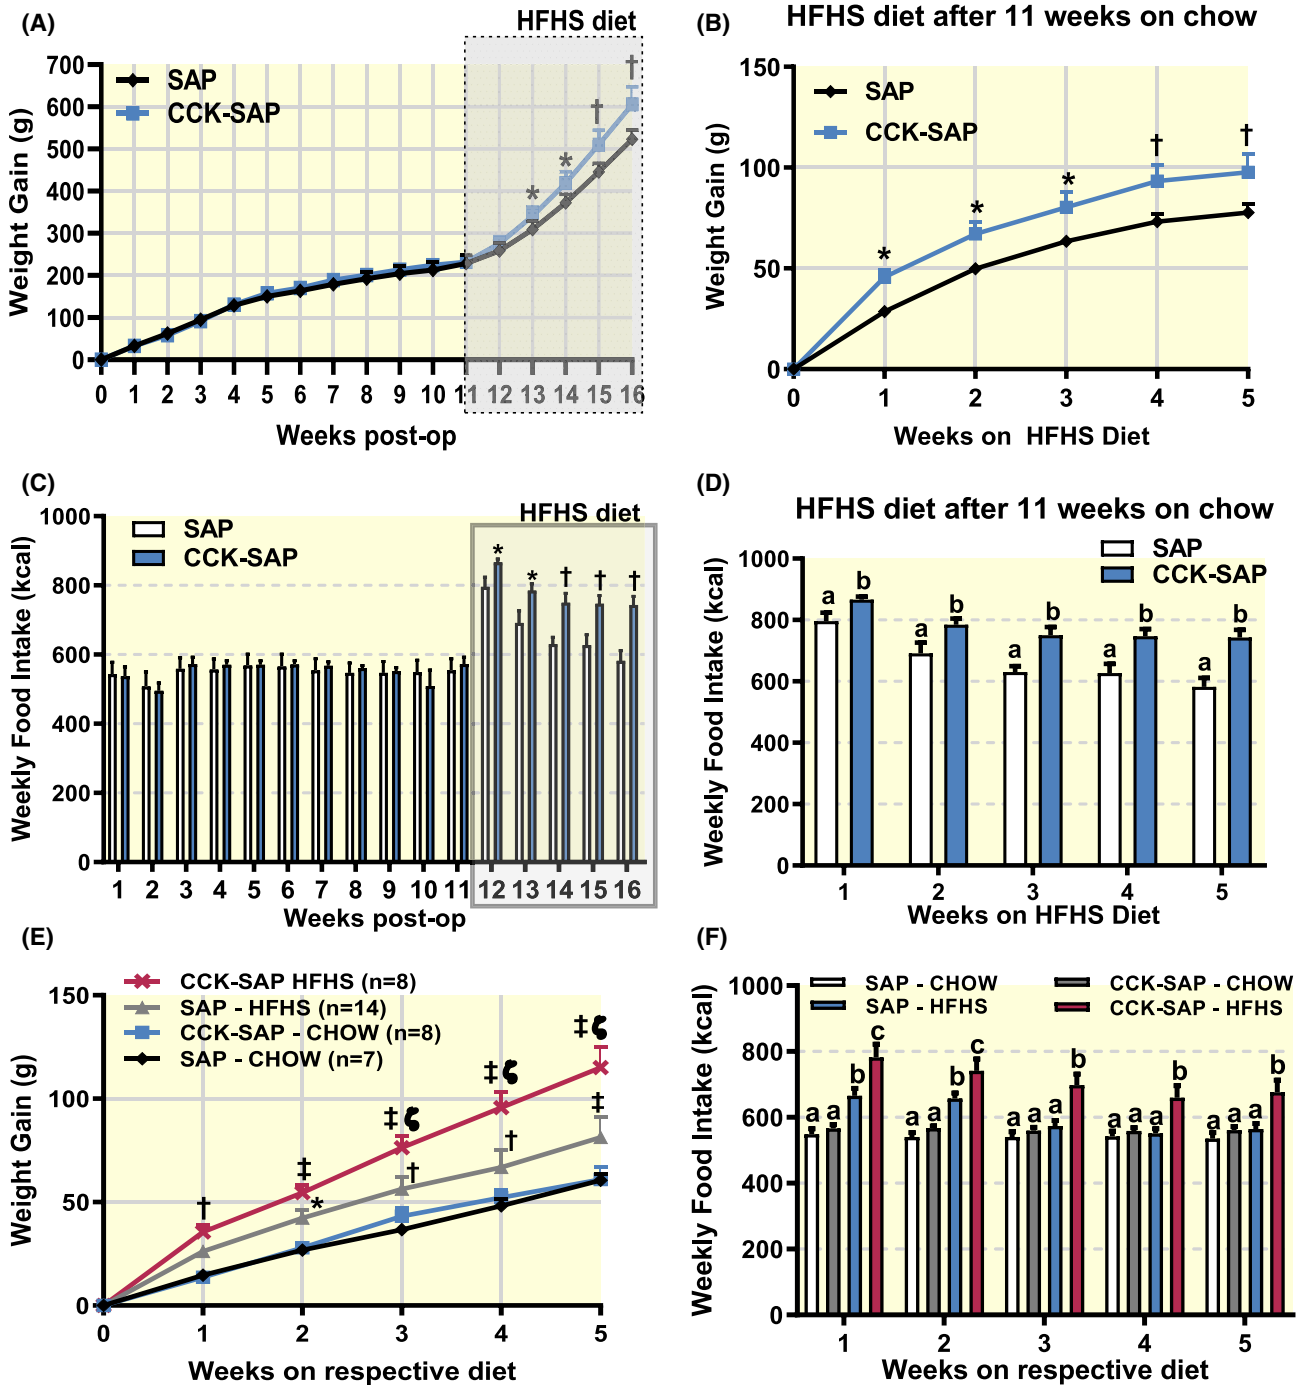 (A)
HFHS diet
Weight Gain (g)
700
600
500
400
300
200
100
0
SAP
CCK-SAP
* * † †
0 1 2 3 4 5 6 7 8 9 10 11 12 13 14 15 16
Weeks post-op
(B)
HFHS diet after 11 weeks on chow
Weight Gain (g)
150
100
50
0
SAP
CCK-SAP
* * * † †
0 1 2 3 4 5
Weeks on HFHS Diet
(C)
HFHS diet
Weekly Food Intake (kcal)
1000
800
600
400
200
0
SAP
CCK-SAP
* * † † †
1 2 3 4 5 6 7 8 9 10 11 12 13 14 15 16
Weeks post-op
(D)
HFHS diet after 11 weeks on chow
Weekly Food Intake (kcal)
1000
800
600
400
200
0
SAP
CCK-SAP
a b a b a b a b a b
1 2 3 4 5
Weeks on HFHS Diet
(E)
Weight Gain (g)
150
100
50
0
CCK-SAP HFHS (n=8)
SAP - HFHS (n=14)
CCK-SAP - CHOW (n=8)
SAP - CHOW (n=7)
† ‡ ‡ζ ‡ζ ‡ζ
* † † ‡
0 1 2 3 4 5
Weeks on respective diet
(F)
Weekly Food Intake (kcal)
1000
800
600
400
200
0
SAP - CHOW
SAP - HFHS
CCK-SAP - CHOW
CCK-SAP - HFHS
a a b c a a b c a a a b a a a b a a a b
1 2 3 4 5
Weeks on respective diet